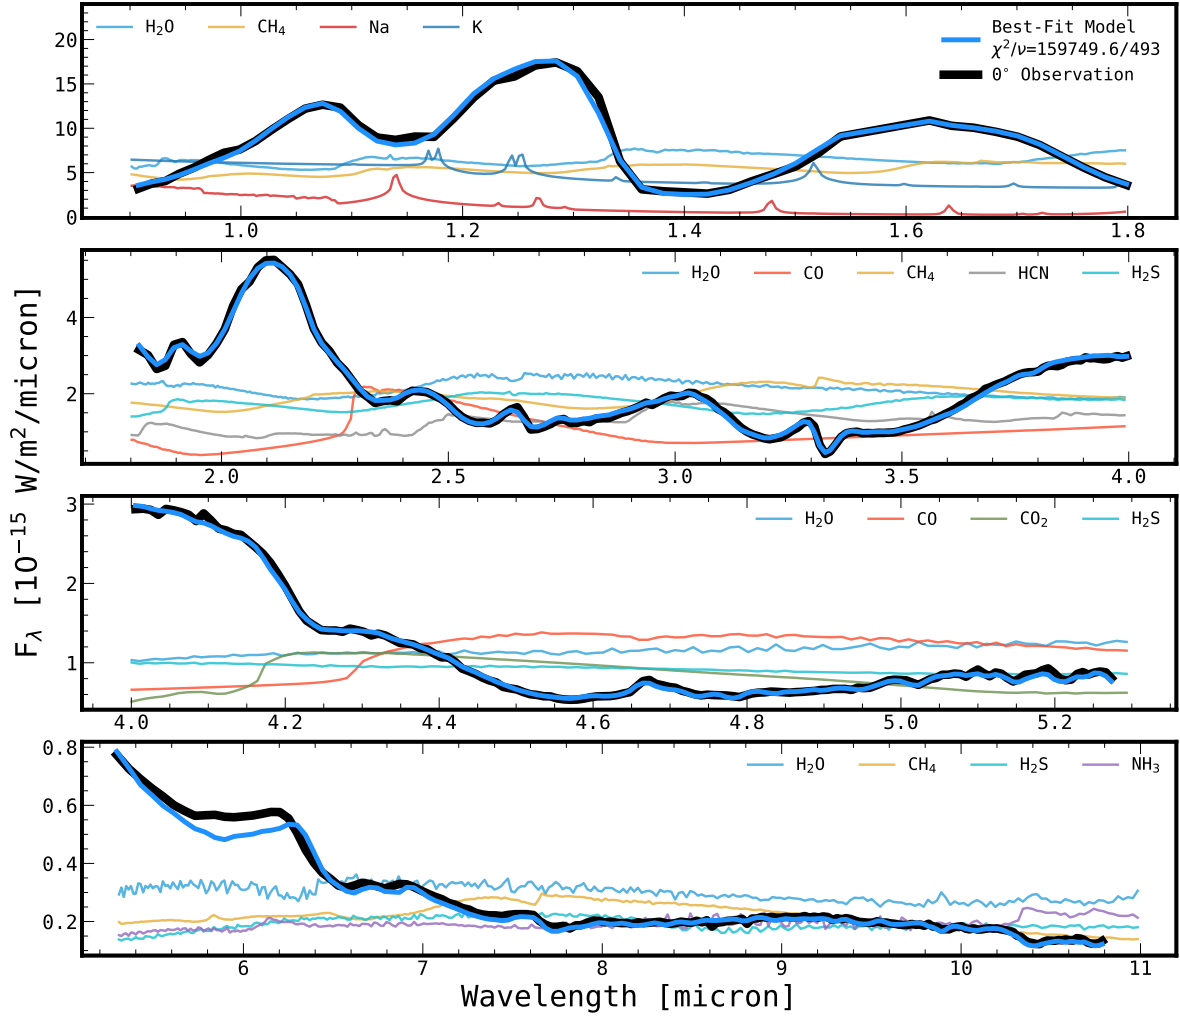 H₂O CH₄ Na K
Best-Fit Model
χ²/ν=159749.6/493
0° Observation
20
15
10
5
0
1.0 1.2 1.4 1.6 1.8
H₂O CO CH₄ HCN H₂S
4
2
2.0 2.5 3.0 3.5 4.0
H₂O CO CO₂ H₂S
3
2
1
4.0 4.2 4.4 4.6 4.8 5.0 5.2
H₂O CH₄ H₂S NH₃
0.8
0.6
0.4
0.2
6 7 8 9 10 11
Wavelength [micron]
F_λ [10⁻¹⁵ W/m²/micron]